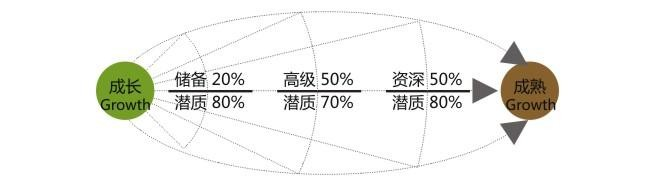 成长
Growth
储备 20%
潜质 80%
高级 50%
潜质 70%
资深 50%
潜质 80%
成熟
Growth